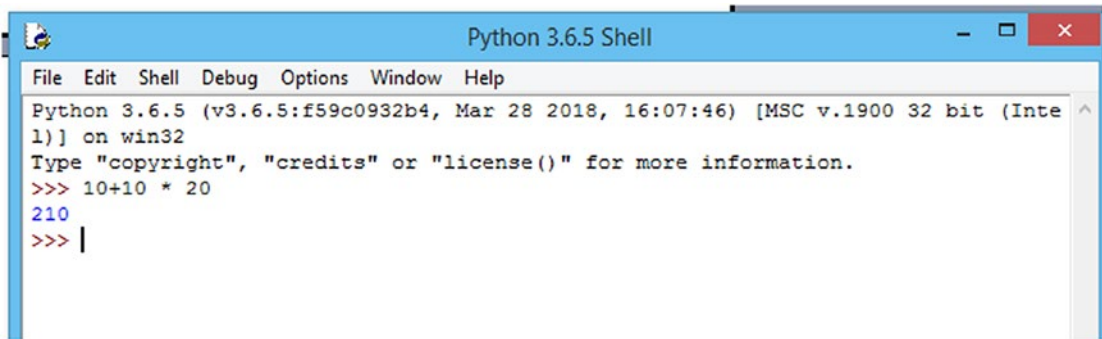 Python 3.6.5 Shell
File Edit Shell Debug Options Window Help
Python 3.6.5 (v3.6.5:f59c0932b4, Mar 28 2018, 16:07:46) [MSC v.1900 32 bit (Inte
l)] on win32
Type "copyright", "credits" or "license()" for more information.
>>> 10+10 * 20
210
>>>